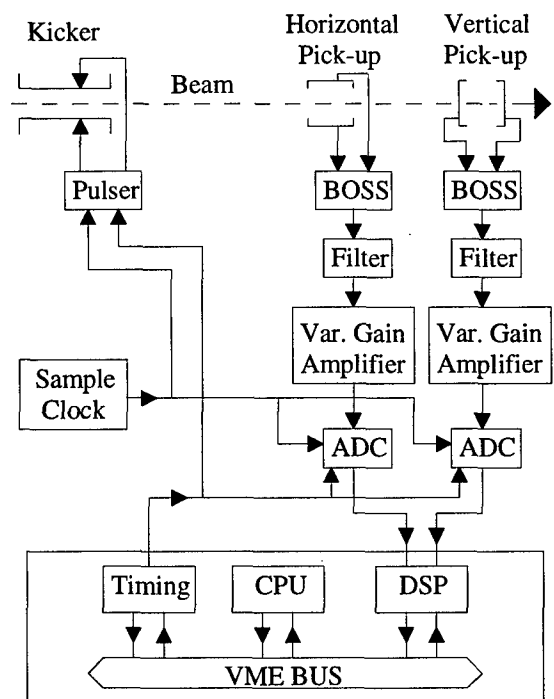 Kicker
Horizontal
Pick-up
Vertical
Pick-up
Beam
Pulser
BOSS
BOSS
Filter
Filter
Var. Gain
Amplifier
Var. Gain
Amplifier
Sample
Clock
ADC
ADC
Timing
CPU
DSP
VME BUS